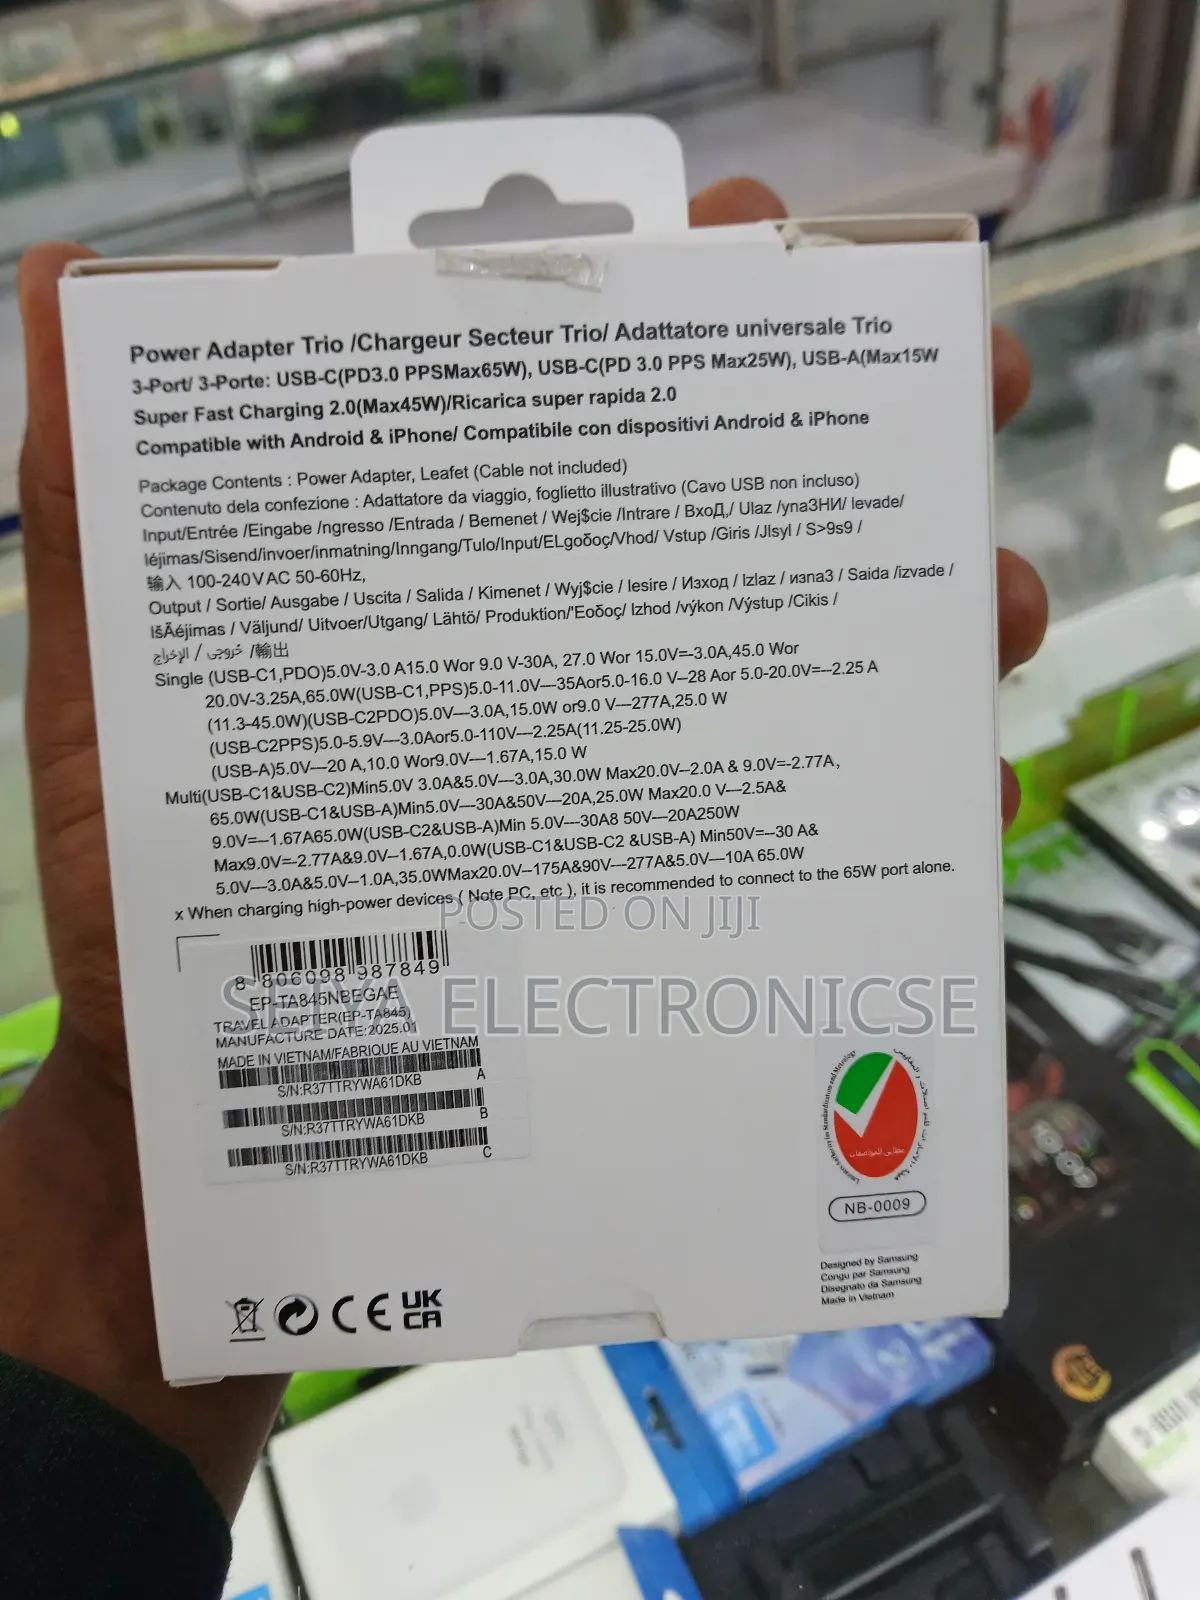 Power Adapter Trio /Chargeur Secteur Trio/ Adattatore universale Trio
3-Port/ 3-Porte: USB-C(PD3.0 PPSMax65W), USB-C(PD 3.0 PPS Max25W), USB-A(Max15W
Super Fast Charging 2.0(Max45W)/Ricarica super rapida 2.0
Compatible with Android & iPhone/ Compatibile con dispositivi Android & iPhone
Package Contents : Power Adapter, Leafet (Cable not included)
Contenuto dela confezione : Adattatore da viaggio, foglietto illustrativo (Cavo USB non incluso)
Input/Entrée /Eingabe /ngresso /Entrada / Bemenet / Wej$cie /Intrare / ВхоД,/ Ulaz /упаЗНИ/ levade/
léjimas/Sisend/invoer/inmatning/Inngang/Tulo/Input/ELgoδoç/Vhod/ Vstup /Giris /Jlsyl / S>9s9 /
輸入 100-240VAC 50-60Hz,
Output / Sortie/ Ausgabe / Uscita / Salida / Kimenet / Wyj$cie / Iesire / Изход / Izlaz / изпаЗ / Saida /izvade /
IšÃéjimas / Väljund/ Uitvoer/Utgang/ Lähtö/ Produktion/'Eoδoç/ Izhod /výkon /Výstup /Cikis /
الإخراج / خروجی /輸出
Single (USB-C1,PDO)5.0V-3.0 A15.0 Wor 9.0 V-30A, 27.0 Wor 15.0V=-3.0A,45.0 Wor
20.0V-3.25A,65.0W(USB-C1,PPS)5.0-11.0V---35Aor5.0-16.0 V--28 Aor 5.0-20.0V=--2.25 A
(11.3-45.0W)(USB-C2PDO)5.0V---3.0A,15.0W or9.0 V---277A,25.0 W
(USB-C2PPS)5.0-5.9V---3.0Aor5.0-110V---2.25A(11.25-25.0W)
(USB-A)5.0V---20 A,10.0 Wor9.0V---1.67A,15.0 W
Multi(USB-C1&USB-C2)Min5.0V 3.0A&5.0V---3.0A,30.0W Max20.0V--2.0A & 9.0V=-2.77A,
65.0W(USB-C1&USB-A)Min5.0V---30A&50V---20A,25.0W Max20.0 V---2.5A&
9.0V=--1.67A65.0W(USB-C2&USB-A)Min 5.0V---30A8 50V---20A250W
Max9.0V=-2.77A&9.0V--1.67A,0.0W(USB-C1&USB-C2 &USB-A) Min50V=--30 A&
5.0V---3.0A&5.0V--1.0A,35.0WMax20.0V--175A&90V---277A&5.0V---10A 65.0W
x When charging high-power devices ( Note PC, etc ), it is recommended to connect to the 65W port alone.
POSTED ON JIJI
8 806098 987849
SEIYA ELECTRONICSE
EP-TA845NBEGAE
TRAVEL ADAPTER(EP-TA845)
MANUFACTURE DATE:2025.01
MADE IN VIETNAM/FABRIQUE AU VIETNAM
A
S/N:R37TTRYWA61DKB
B
S/N:R37TTRYWA61DKB
C
S/N:R37TTRYWA61DKB
NB-0009
Designed by Samsung
Congu par Samsung
Disegnato da Samsung
Made in Vietnam
CE
UK
CA